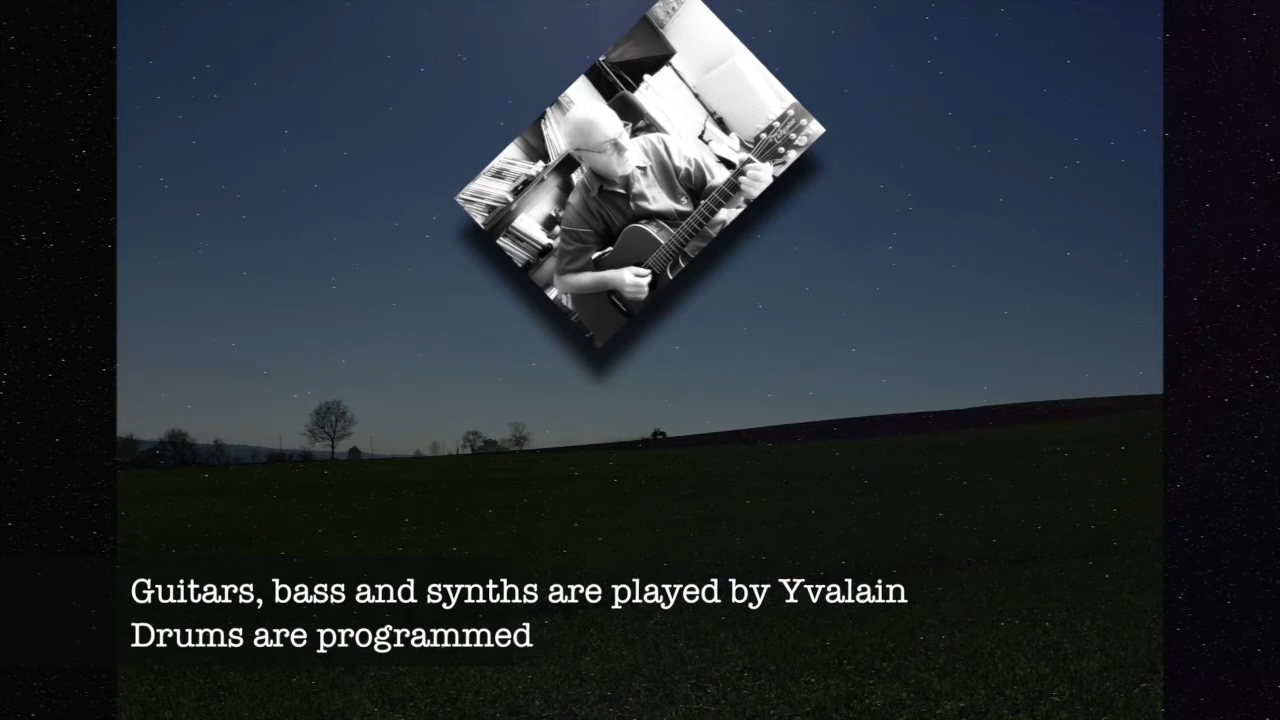 Guitars, bass and synths are played by Yvalain
Drums are programmed